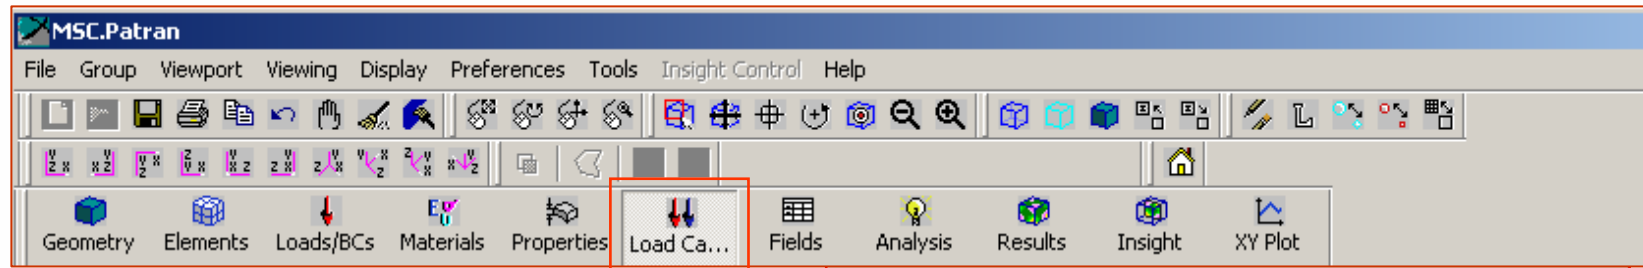 MSC.Patran
File Group Viewport Viewing Display Preferences Tools Insight Control Help
Geometry Elements Loads/BCs Materials Properties Load Ca... Fields Analysis Results Insight XY Plot